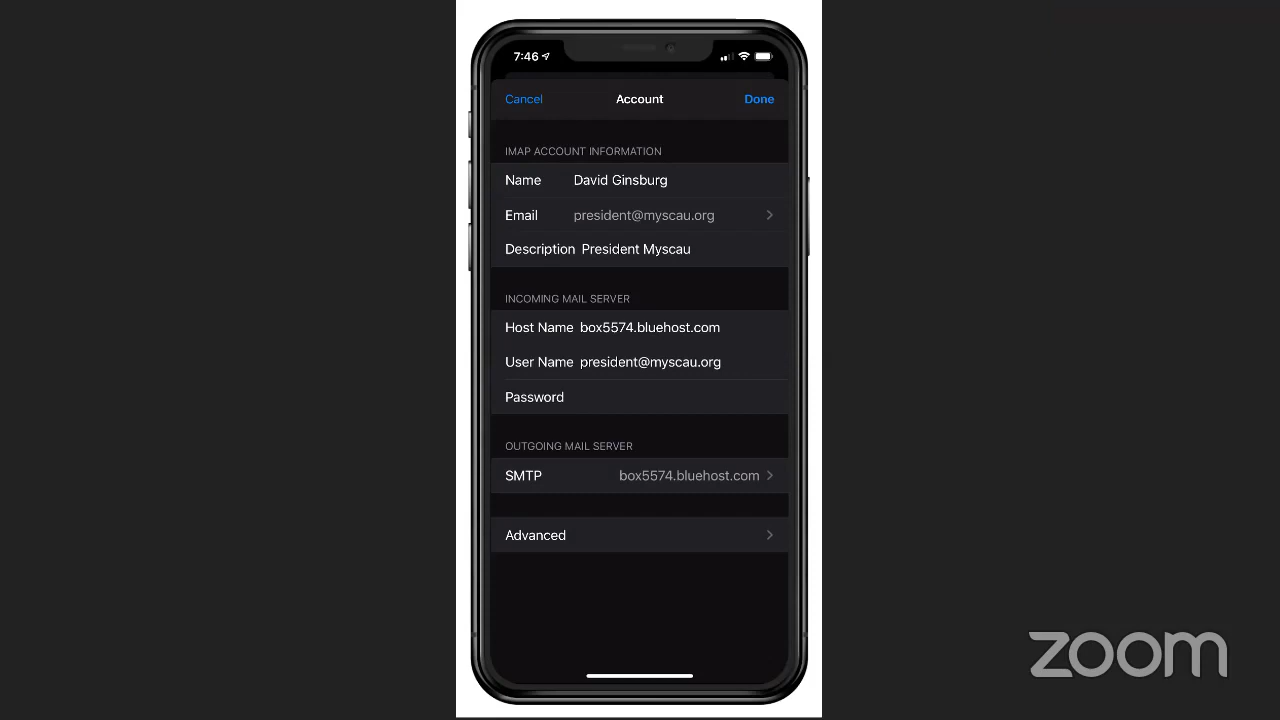 7:46
Cancel Account Done
IMAP ACCOUNT INFORMATION
Name David Ginsburg
Email president@myscau.org
Description President Myscau
INCOMING MAIL SERVER
Host Name box5574.bluehost.com
User Name president@myscau.org
Password
OUTGOING MAIL SERVER
SMTP box5574.bluehost.com
Advanced
zoom